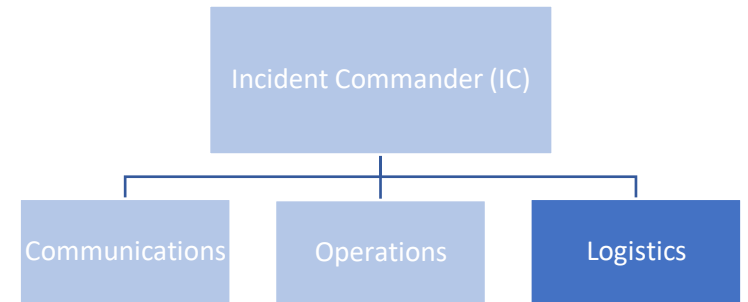 Incident Commander (IC)
Communications
Operations
Logistics